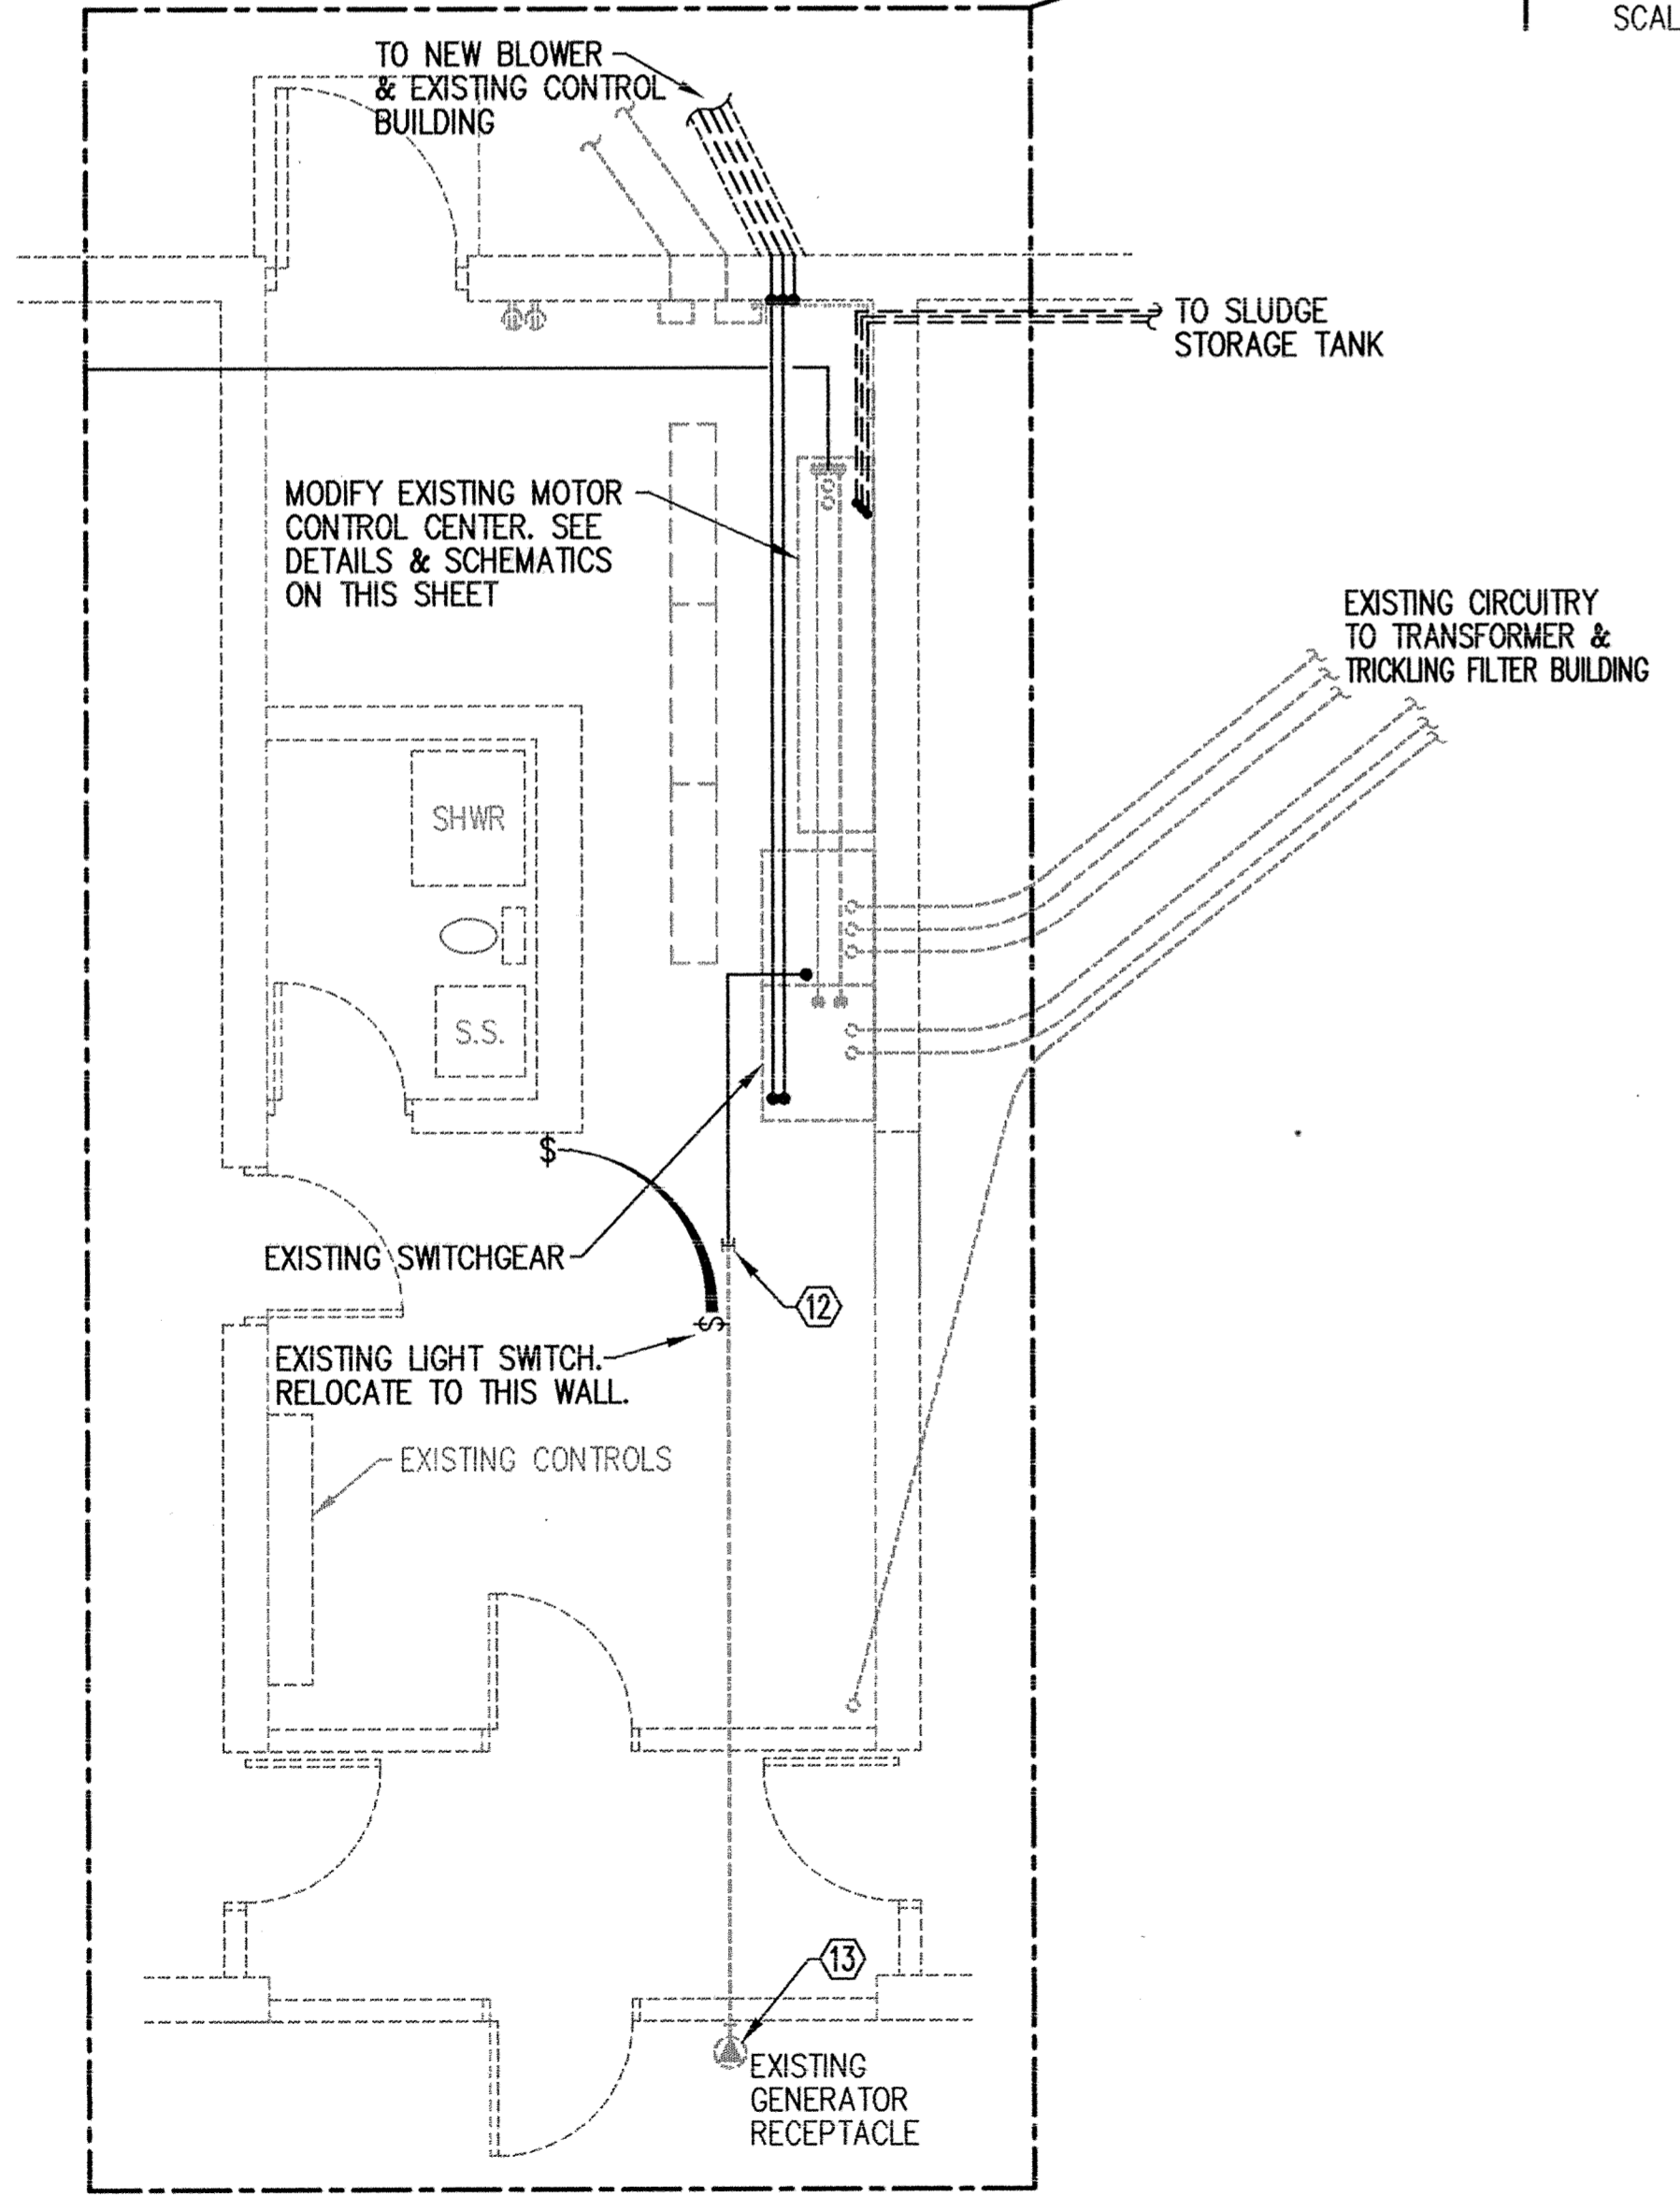 SCAL
TO NEW BLOWER
& EXISTING CONTROL
BUILDING
TO SLUDGE
STORAGE TANK
MODIFY EXISTING MOTOR
CONTROL CENTER. SEE
DETAILS & SCHEMATICS
ON THIS SHEET
EXISTING CIRCUITRY
TO TRANSFORMER &
TRICKLING FILTER BUILDING
SHWR
S.S.
$
EXISTING SWITCHGEAR
12
$
EXISTING LIGHT SWITCH.
RELOCATE TO THIS WALL.
EXISTING CONTROLS
13
EXISTING
GENERATOR
RECEPTACLE